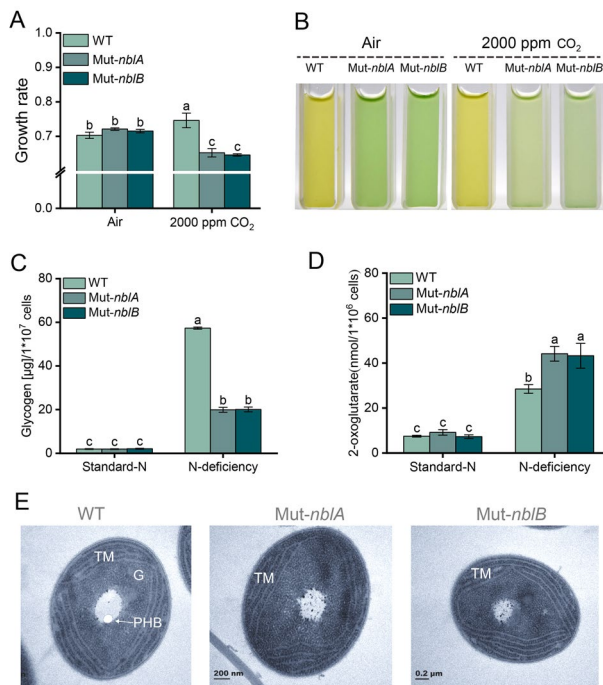 A
WT
Mut-nblA
Mut-nblB
Growth rate
1.0
0.9
0.8
0.7
0.0
b
b
b
a
c
c
Air
2000 ppm CO2
B
Air
2000 ppm CO2
WT
Mut-nblA
Mut-nblB
WT
Mut-nblA
Mut-nblB
C
WT
Mut-nblA
Mut-nblB
Glycogen [µg]/1*10^7 cells
80
60
40
20
0
c
c
c
a
b
b
Standard-N
N-deficiency
D
WT
Mut-nblA
Mut-nblB
2-oxoglutarate(nmol/1*10^6 cells)
80
60
40
20
0
c
c
c
b
a
a
Standard-N
N-deficiency
E
WT
Mut-nblA
Mut-nblB
TM
G
PHB
TM
200 nm
TM
0.2 µm